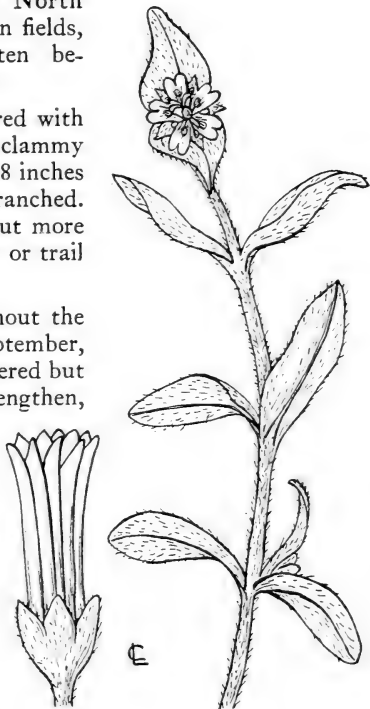 North
n fields,
ten be-
red with
clammy
8 inches
ranched.
ut more
or trail
hout the
ptember,
ered but
engthen,